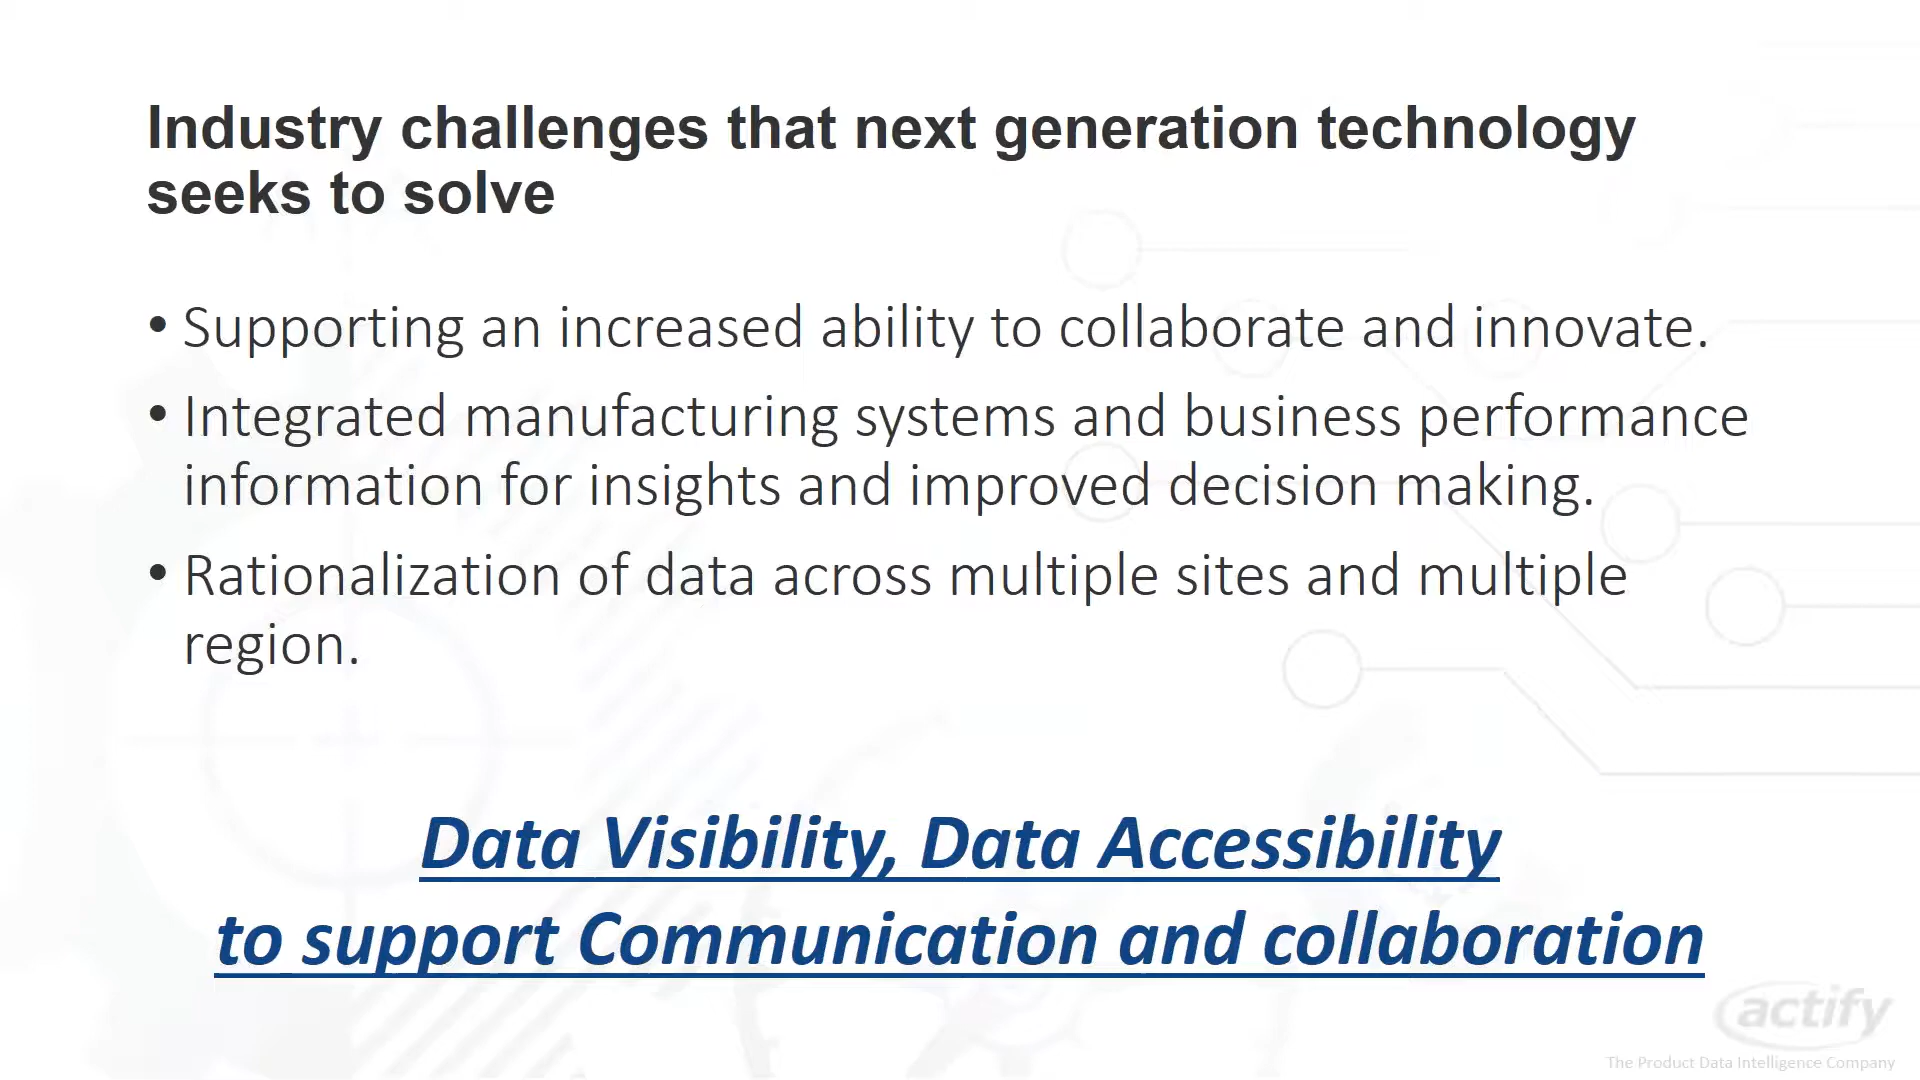 Industry challenges that next generation technology
seeks to solve
• Supporting an increased ability to collaborate and innovate.
• Integrated manufacturing systems and business performance
information for insights and improved decision making.
• Rationalization of data across multiple sites and multiple
region.
Data Visibility, Data Accessibility
to support Communication and collaboration
actify
The Product Data Intelligence Company